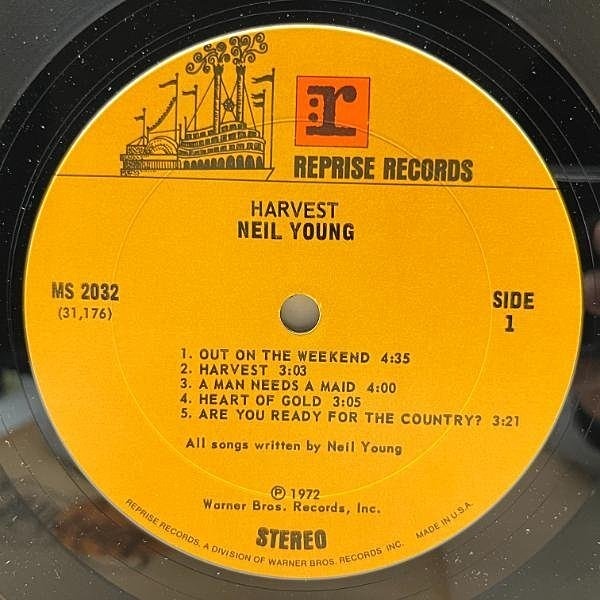 :r
REPRISE RECORDS
HARVEST
NEIL YOUNG
MS 2032
(31,176)
SIDE
1
1. OUT ON THE WEEKEND 4:35
2. HARVEST 3:03
3. A MAN NEEDS A MAID 4:00
4. HEART OF GOLD 3:05
5. ARE YOU READY FOR THE COUNTRY? 3:21
All songs written by Neil Young
℗ 1972
Warner Bros. Records, Inc.
STEREO
REPRISE RECORDS, A DIVISION OF WARNER BROS. RECORDS INC. MADE IN U.S.A.